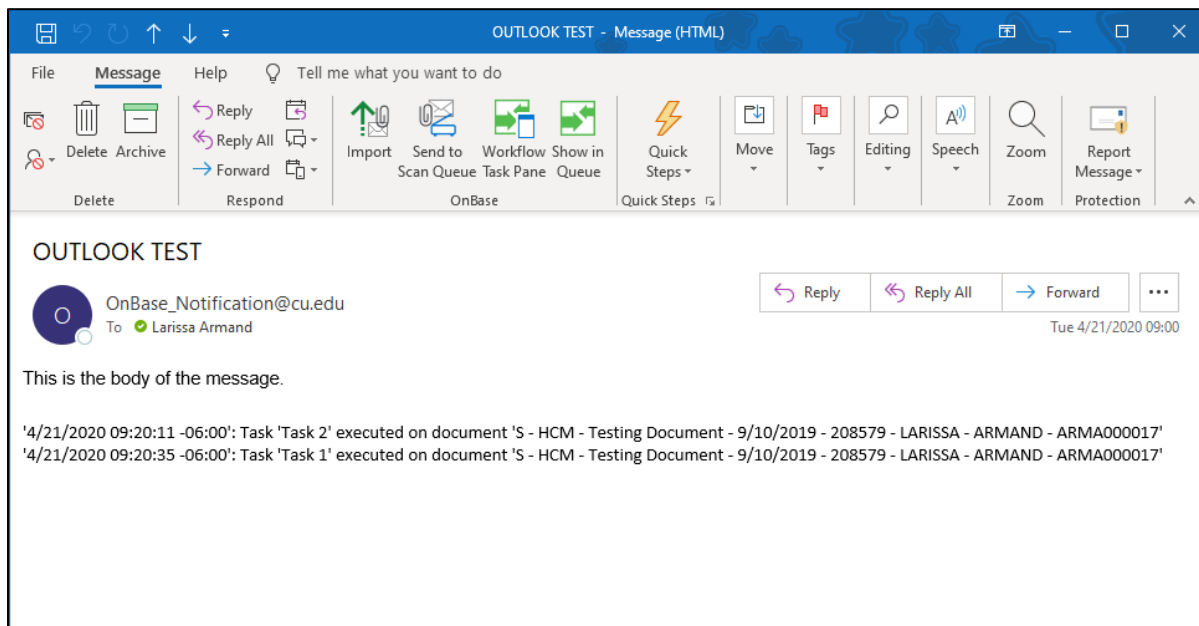 OUTLOOK TEST - Message (HTML)
File Message Help Tell me what you want to do
Delete Archive
Reply
Reply All
Forward
Import
Send to Scan Queue
Workflow Task Pane
Show in Queue
Quick Steps
Move
Tags
Editing
Speech
Zoom
Report Message
Delete Respond OnBase Quick Steps Zoom Protection
OUTLOOK TEST
O
OnBase_Notification@cu.edu
To Larissa Armand
Reply Reply All Forward
Tue 4/21/2020 09:00
This is the body of the message.
'4/21/2020 09:20:11 -06:00': Task 'Task 2' executed on document 'S - HCM - Testing Document - 9/10/2019 - 208579 - LARISSA - ARMAND - ARMA000017'
'4/21/2020 09:20:35 -06:00': Task 'Task 1' executed on document 'S - HCM - Testing Document - 9/10/2019 - 208579 - LARISSA - ARMAND - ARMA000017'